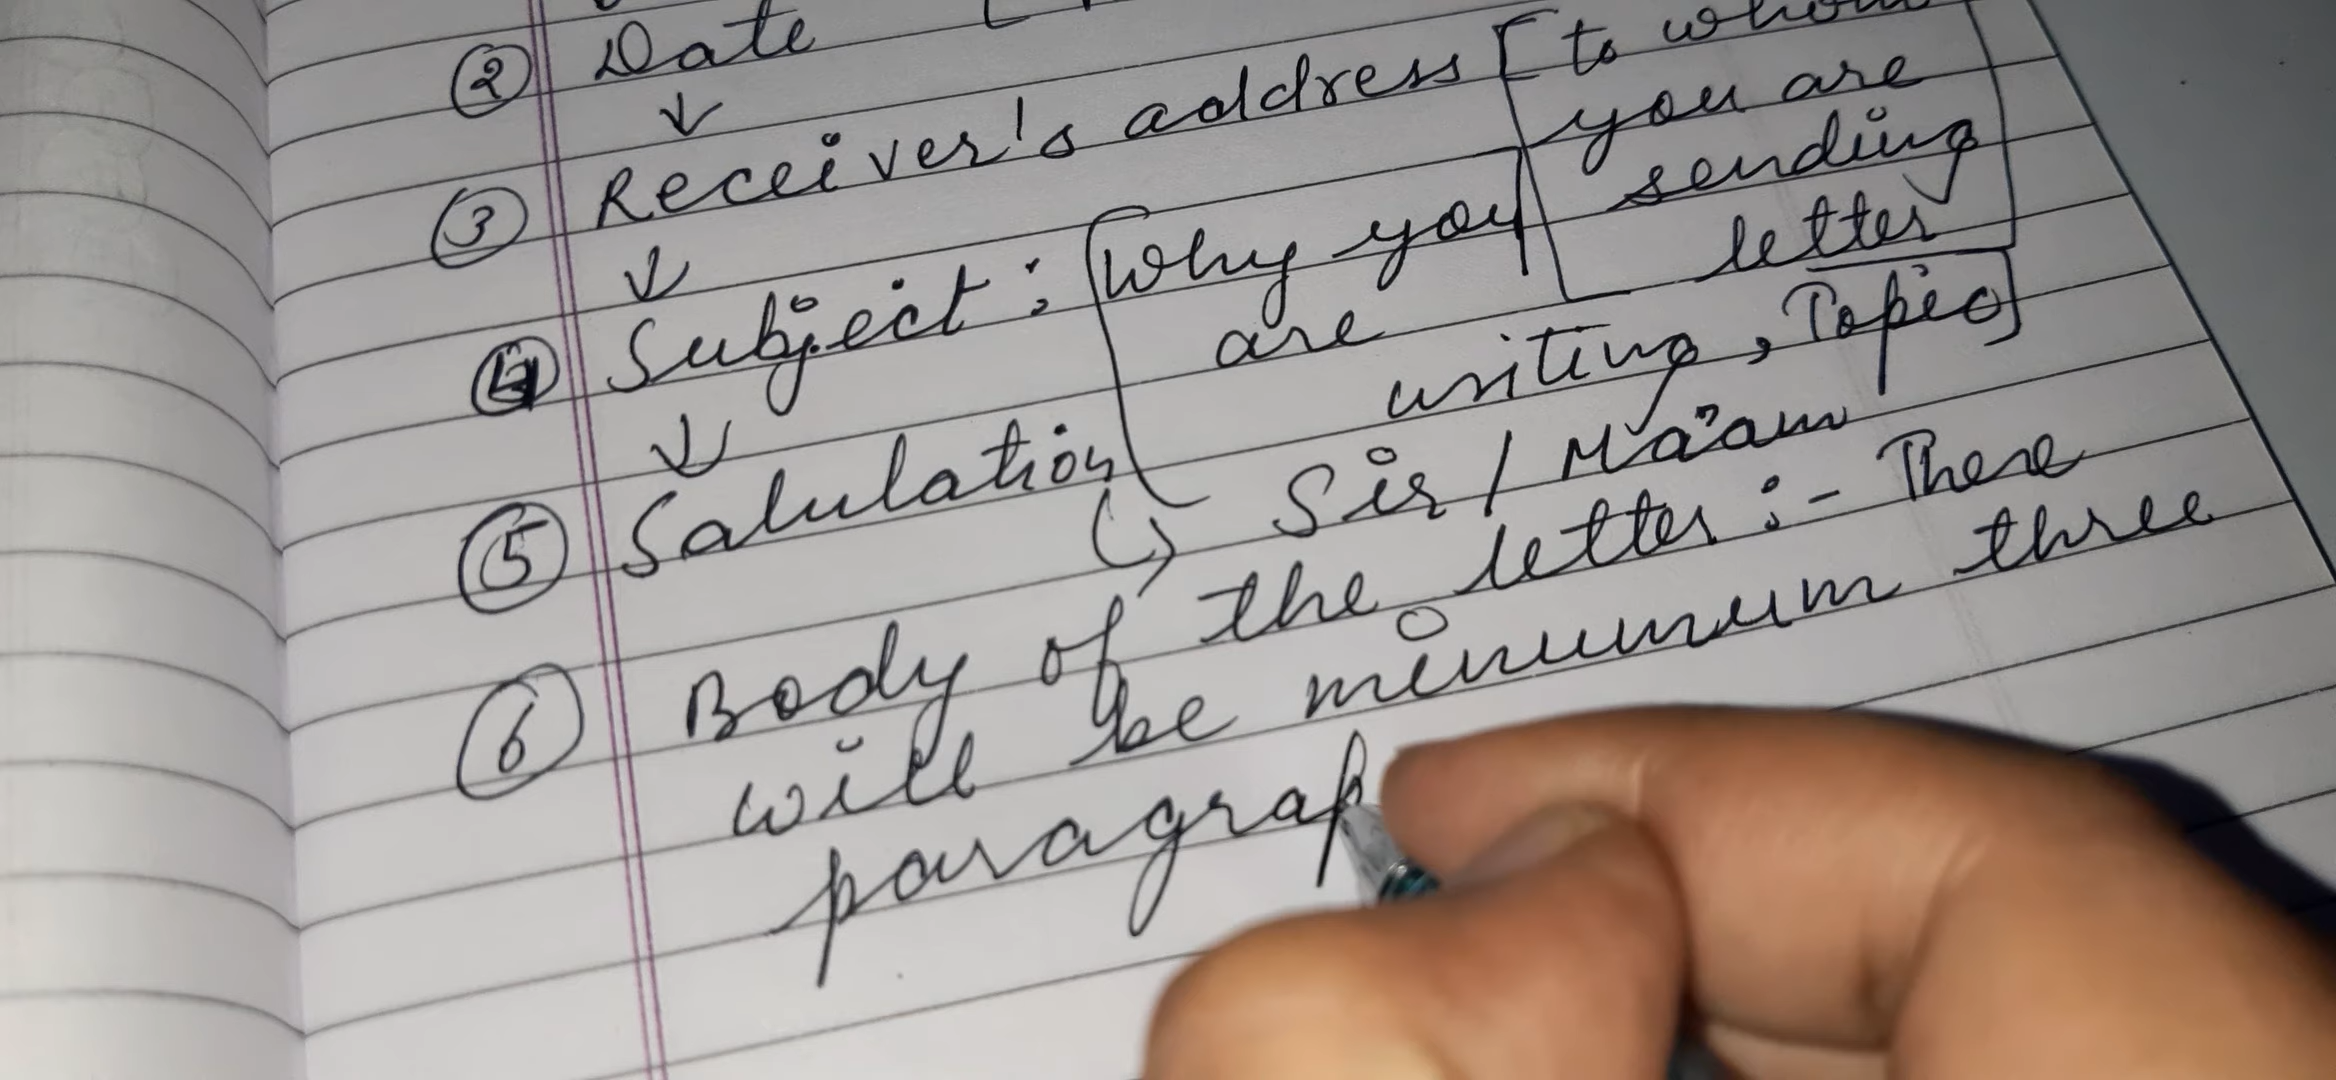 ② Date [
↓
③ Receiver's address [to whom
you are
sending
letter]
↓
④ Subject : [Why you
are
writing, Topic]
↓
⑤ Salulation
↳ Sir / Ma'am
⑥ Body of the letter :- There
will be minimum three
paragrap